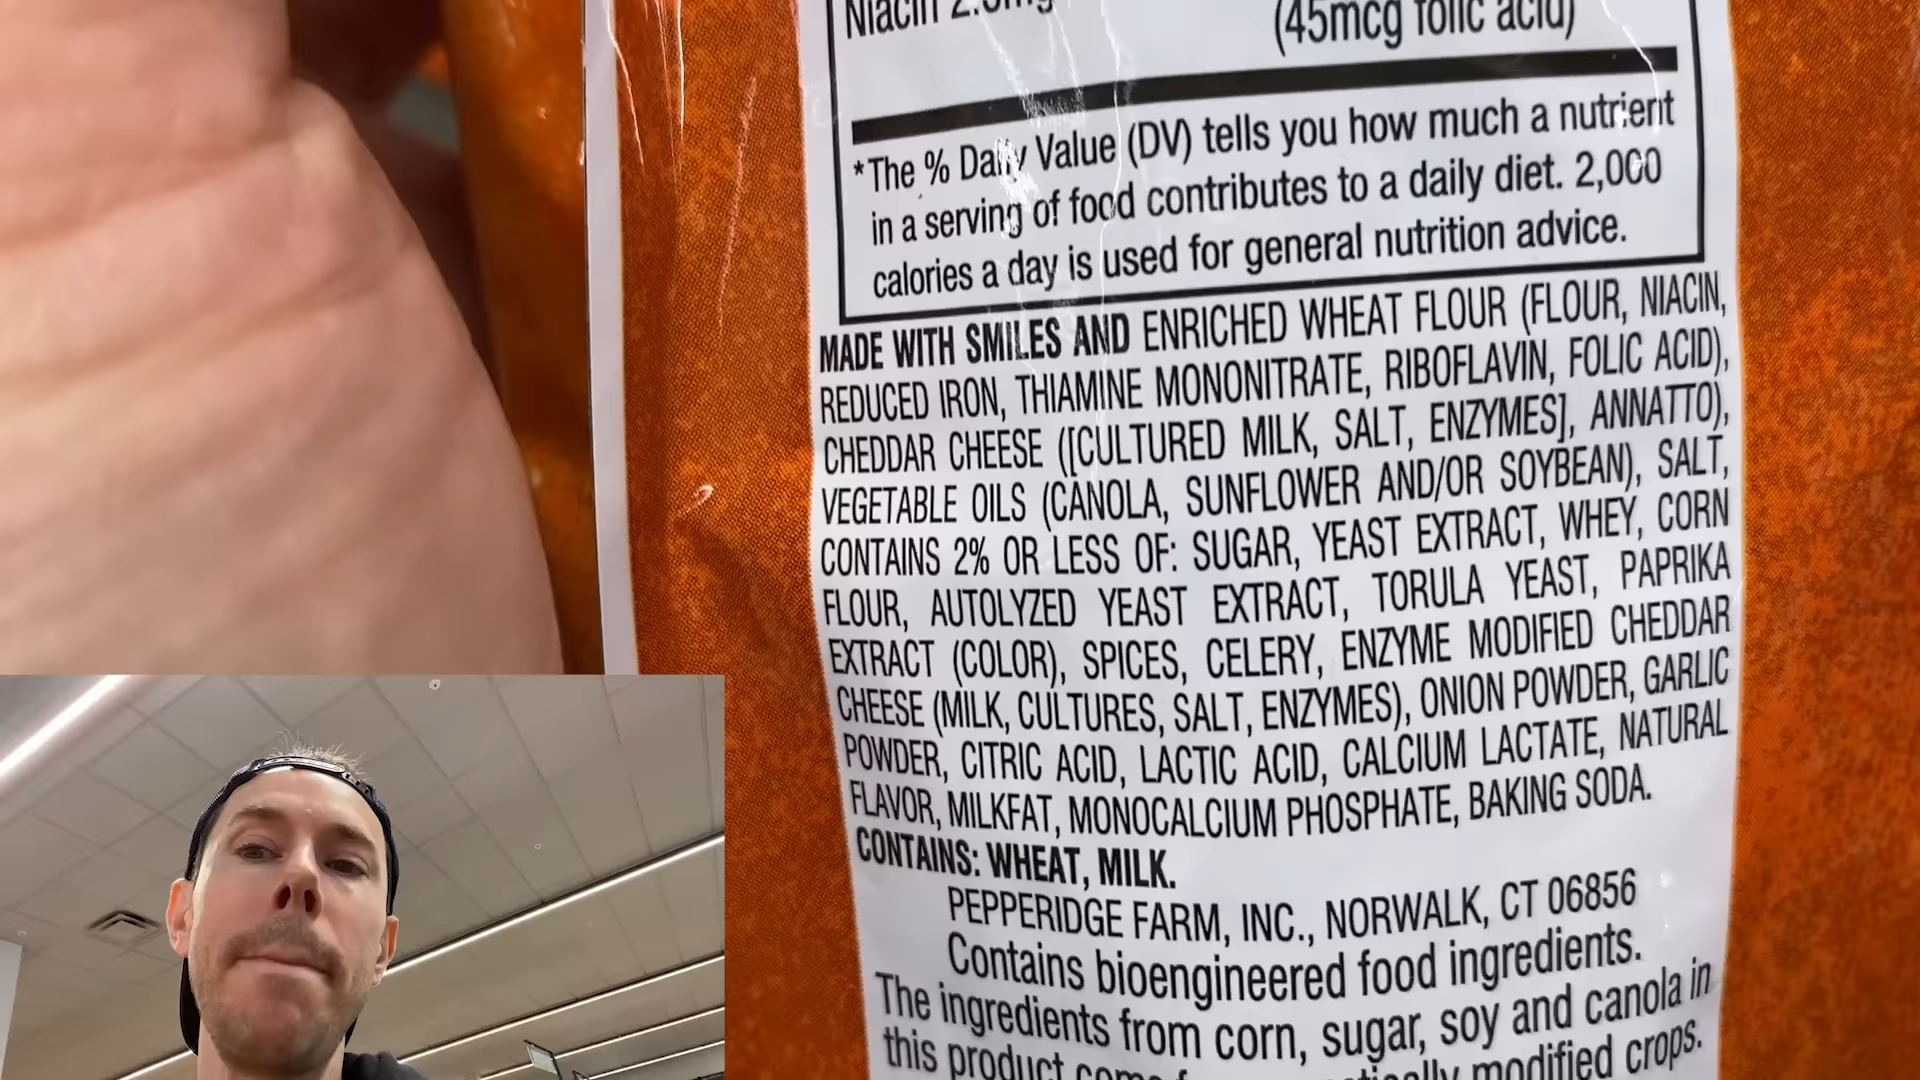 Niacin 2.6mg
(45mcg folic acid)
*The % Daily Value (DV) tells you how much a nutrient
in a serving of food contributes to a daily diet. 2,000
calories a day is used for general nutrition advice.
MADE WITH SMILES AND ENRICHED WHEAT FLOUR (FLOUR, NIACIN,
REDUCED IRON, THIAMINE MONONITRATE, RIBOFLAVIN, FOLIC ACID),
CHEDDAR CHEESE ([CULTURED MILK, SALT, ENZYMES], ANNATTO),
VEGETABLE OILS (CANOLA, SUNFLOWER AND/OR SOYBEAN), SALT,
CONTAINS 2% OR LESS OF: SUGAR, YEAST EXTRACT, WHEY, CORN
FLOUR, AUTOLYZED YEAST EXTRACT, TORULA YEAST, PAPRIKA
EXTRACT (COLOR), SPICES, CELERY, ENZYME MODIFIED CHEDDAR
CHEESE (MILK, CULTURES, SALT, ENZYMES), ONION POWDER, GARLIC
POWDER, CITRIC ACID, LACTIC ACID, CALCIUM LACTATE, NATURAL
FLAVOR, MILKFAT, MONOCALCIUM PHOSPHATE, BAKING SODA.
CONTAINS: WHEAT, MILK.
PEPPERIDGE FARM, INC., NORWALK, CT 06856
Contains bioengineered food ingredients.
The ingredients from corn, sugar, soy and canola in
this product modified crops.